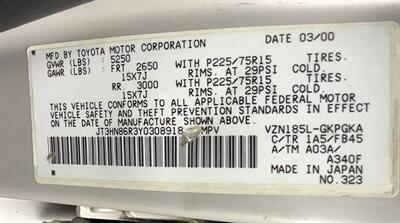 MFD BY TOYOTA MOTOR CORPORATION DATE 03/00
GVWR (LBS) : 5250
GAWR (LBS) : FRT 2650 WITH P225/75R15 TIRES.
15X7J RIMS. AT 29PSI COLD.
RR 3000 WITH P225/75R15 TIRES.
15X7J RIMS. AT 29PSI COLD.
THIS VEHICLE CONFORMS TO ALL APPLICABLE FEDERAL MOTOR
VEHICLE SAFETY AND THEFT PREVENTION STANDARDS IN EFFECT
ON THE DATE OF MANUFACTURE SHOWN ABOVE.
JT3HN86R3Y0308918 MPV VZN185L-GKPGKA
C/TR 1A5/FB45
A/TM A03A/
A340F
MADE IN JAPAN
NO.323